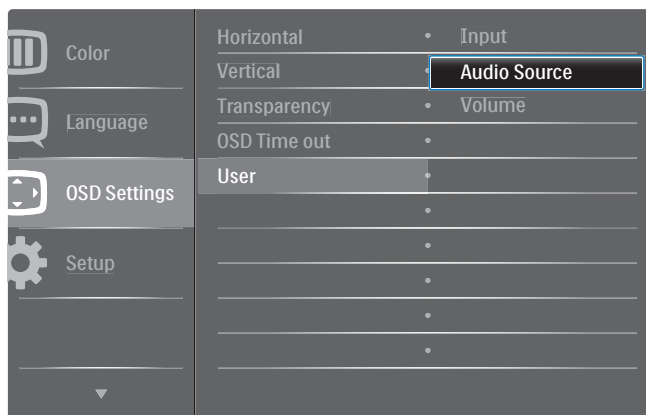 Color
Language
OSD Settings
Setup
Horizontal
Vertical
Transparency
OSD Time out
User
Input
Audio Source
Volume